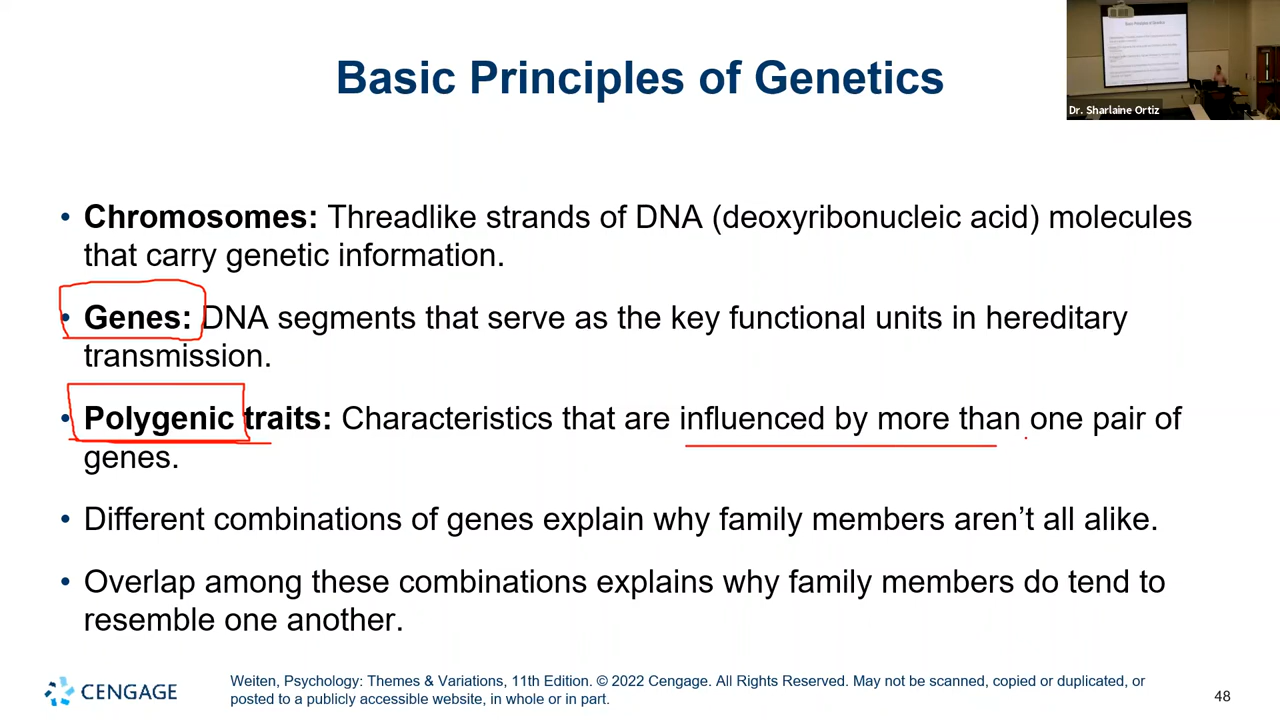 Basic Principles of Genetics
Dr. Sharlaine Ortiz
• Chromosomes: Threadlike strands of DNA (deoxyribonucleic acid) molecules
that carry genetic information.
• Genes: DNA segments that serve as the key functional units in hereditary
transmission.
• Polygenic traits: Characteristics that are influenced by more than one pair of
genes.
• Different combinations of genes explain why family members aren’t all alike.
• Overlap among these combinations explains why family members do tend to
resemble one another.
CENGAGE
Weiten, Psychology: Themes & Variations, 11th Edition. © 2022 Cengage. All Rights Reserved. May not be scanned, copied or duplicated, or
posted to a publicly accessible website, in whole or in part.
48